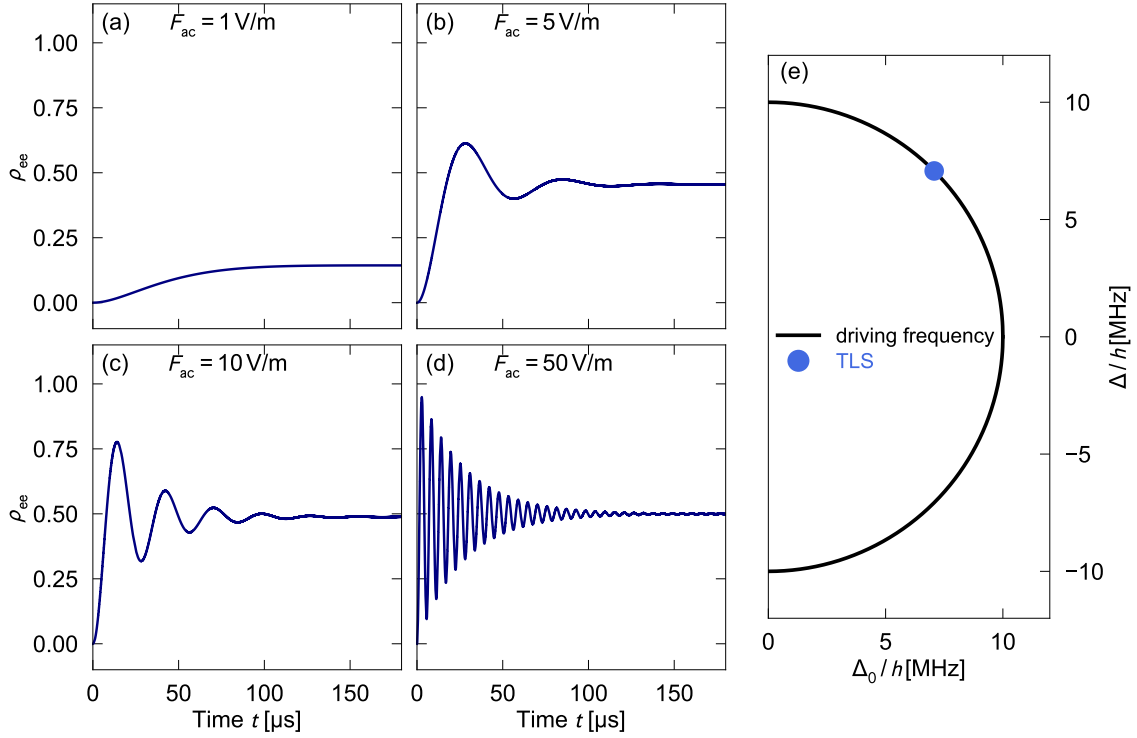 (a) F_ac = 1 V/m
1.00
0.75
0.50
0.25
0.00
ρ_ee
(b) F_ac = 5 V/m
(c) F_ac = 10 V/m
1.00
0.75
0.50
0.25
0.00
ρ_ee
0 50 100 150
Time t [µs]
(d) F_ac = 50 V/m
0 50 100 150
Time t [µs]
(e)
driving frequency
TLS
10
5
0
−5
−10
Δ / h [MHz]
0 5 10
Δ_0 / h [MHz]